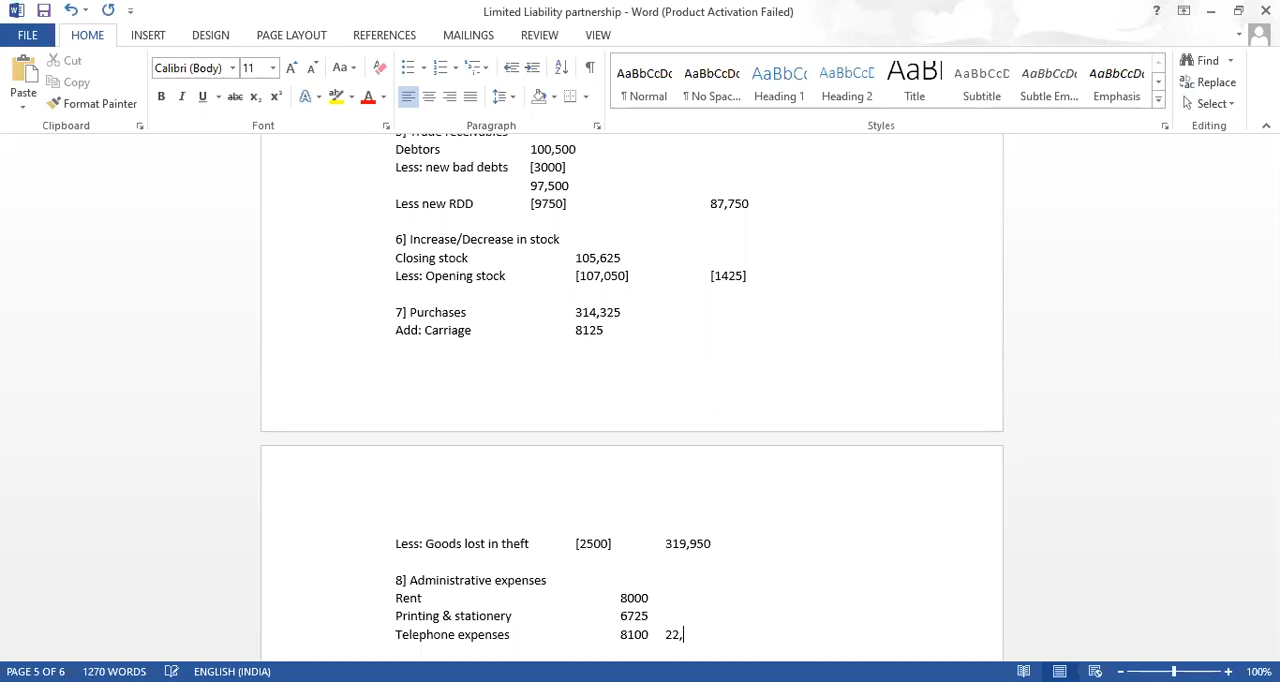 Limited Liability partnership - Word (Product Activation Failed)
FILE HOME INSERT DESIGN PAGE LAYOUT REFERENCES MAILINGS REVIEW VIEW
Paste
Cut
Copy
Format Painter
Clipboard
Calibri (Body) 11
Font
Paragraph
AaBbCcDc AaBbCcDc AaBbCc AaBbCcD AaBl AaBbCcD AaBbCcDc AaBbCcDc
¶ Normal ¶ No Spac... Heading 1 Heading 2 Title Subtitle Subtle Em... Emphasis
Styles
Find
Replace
Select
Editing
5] Trade receivables
Debtors 100,500
Less: new bad debts [3000]
97,500
Less new RDD [9750] 87,750
6] Increase/Decrease in stock
Closing stock 105,625
Less: Opening stock [107,050] [1425]
7] Purchases 314,325
Add: Carriage 8125
Less: Goods lost in theft [2500] 319,950
8] Administrative expenses
Rent 8000
Printing & stationery 6725
Telephone expenses 8100 22,
PAGE 5 OF 6 1270 WORDS ENGLISH (INDIA) 100%